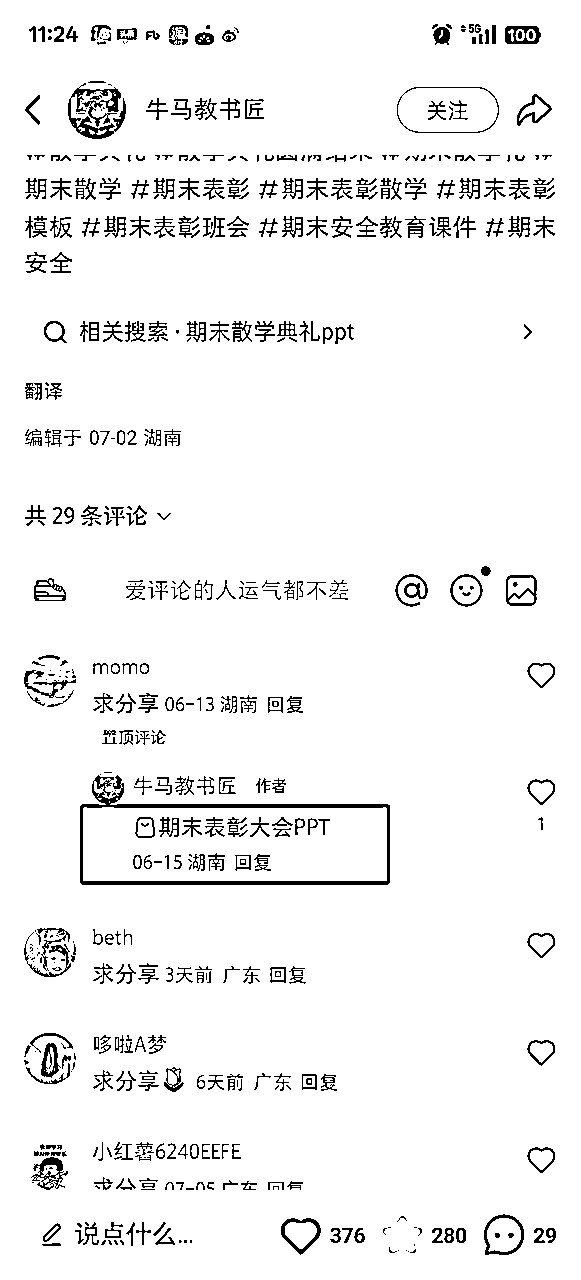 11:24
5G
100
牛马教书匠
关注
期末散学 #期末表彰 #期末表彰散学 #期末表彰
模板 #期末表彰班会 #期末安全教育课件 #期末
安全
相关搜索·期末散学典礼ppt
翻译
编辑于 07-02 湖南
共 29 条评论
爱评论的人运气都不差
momo
求分享 06-13 湖南 回复
置顶评论
牛马教书匠 作者
期末表彰大会PPT
1
06-15 湖南 回复
beth
求分享 3天前 广东 回复
哆啦A梦
求分享 6天前 广东 回复
小红薯6240EEFE
求分享 07-05 广东 回复
说点什么...
376
280
29